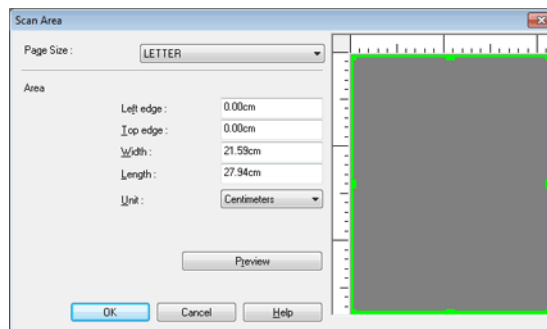 Scan Area
Page Size : LETTER
Area
Left edge : 0.00cm
Top edge : 0.00cm
Width : 21.59cm
Length : 27.94cm
Unit : Centimeters
Preview
OK Cancel Help